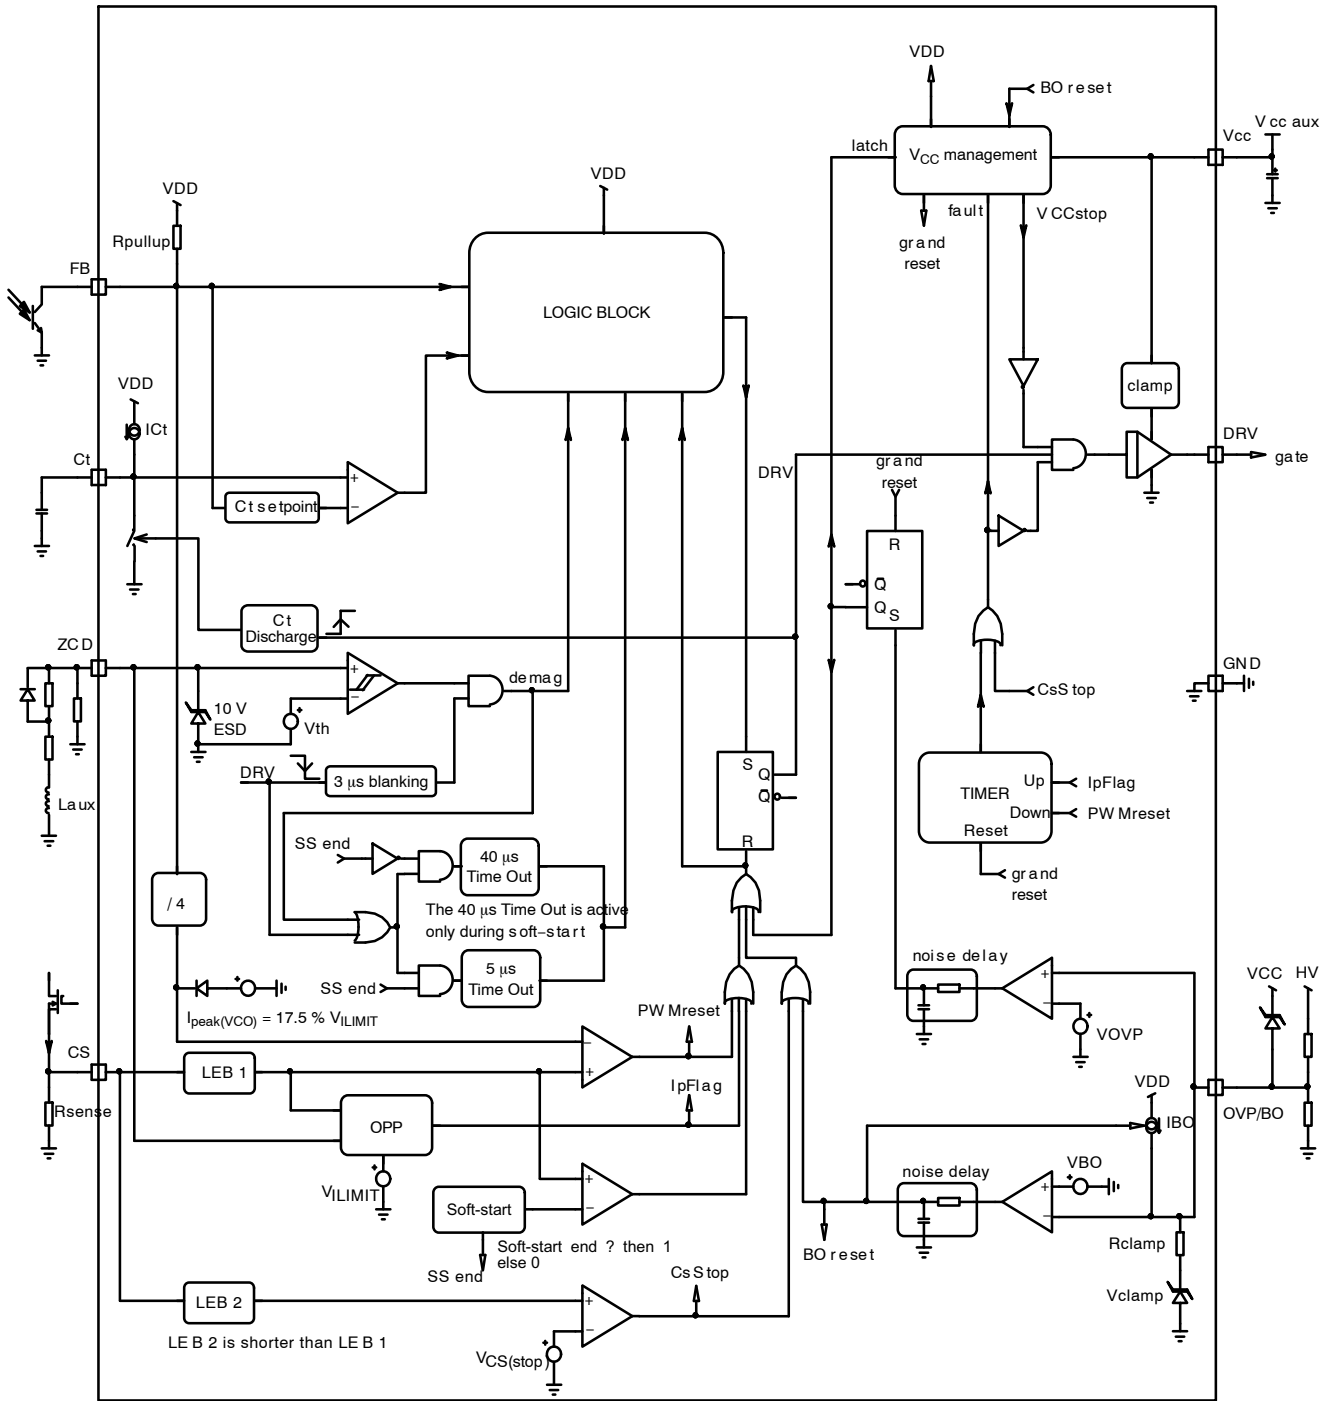 VDD
BO reset
Vcc
V cc aux
latch
VCC management
VDD
VDD
fault
V CCstop
grand
reset
Rpullup
FB
LOGIC BLOCK
VDD
clamp
ICt
DRV
gate
Ct
DRV
grand
reset
+
−
Ct setpoint
R
Q
Q
S
Ct
Discharge
ZCD
GND
demag
CsStop
+
−
10 V
ESD
Vth
S
Q
Q
R
DRV
3 µs blanking
Up
IpFlag
TIMER
Down
PWMreset
Reset
Laux
SS end
40 µs
Time Out
grand
reset
/ 4
The 40 µs Time Out is active
only during soft−start
noise delay
5 µs
Time Out
SS end
+
−
VCC
HV
Ipeak(VCO) = 17.5 % VILIMIT
PWMreset
VOVP
CS
LEB 1
−
+
IpFlag
VDD
Rsense
OPP
IBO
OVP/BO
noise delay
VBO
VILIMIT
+
−
+
−
Soft−start
Soft−start end ? then 1
else 0
BO reset
Rclamp
SS end
CsStop
LEB 2
+
−
Vclamp
LEB 2 is shorter than LEB 1
VCS(stop)